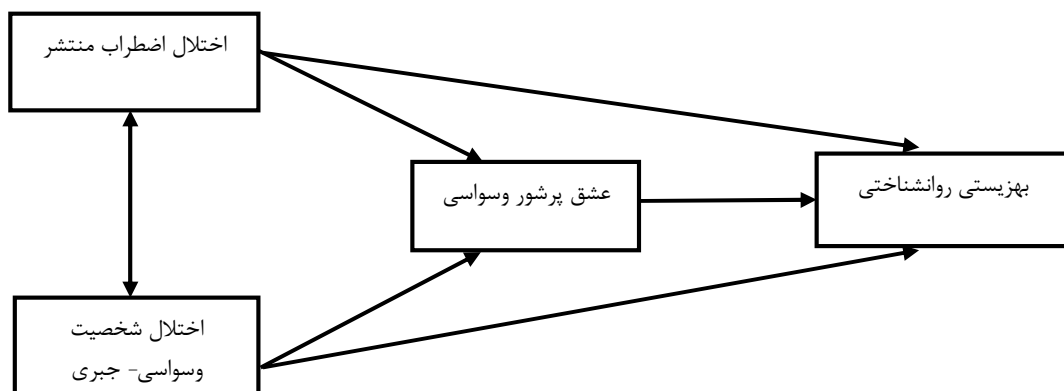 اختلال اضطراب منتشر
عشق پرشور وسواسی
بهزیستی روانشناختی
اختلال شخصیت
وسواسی- جبری